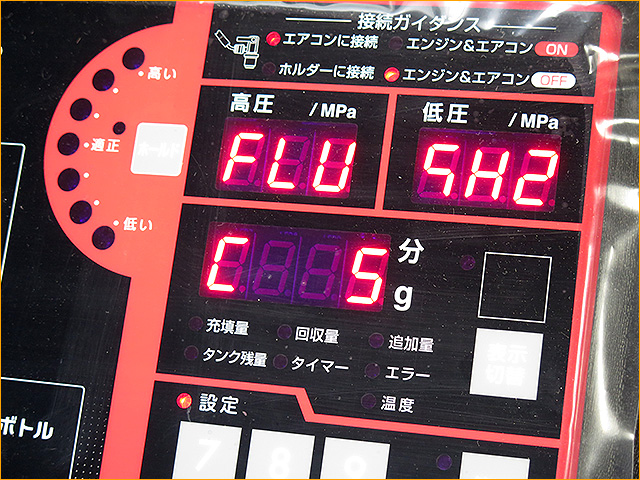 接続ガイダンス
エアコンに接続 エンジン&エアコン ON
ホルダーに接続 エンジン&エアコン OFF
高い
適正
低い
ホールド
高圧 /MPa
FLU
低圧 /MPa
SH2
C 5 分
g
充填量 回収量 追加量
タンク残量 タイマー エラー
温度
表示
切替
設定
ボトル
7 8 9